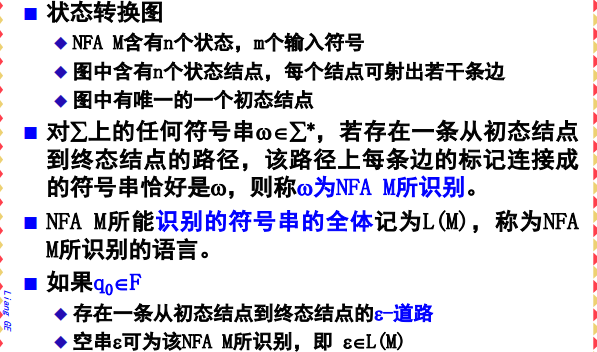 状态转换图
NFA M含有n个状态，m个输入符号
图中含有n个状态结点，每个结点可射出若干条边
图中有唯一的一个初态结点
对∑上的任何符号串ω∈∑*，若存在一条从初态结点
到终态结点的路径，该路径上每条边的标记连接成
的符号串恰好是ω，则称ω为NFA M所识别。
NFA M所能识别的符号串的全体记为L(M)，称为NFA
M所识别的语言。
如果q₀∈F
存在一条从初态结点到终态结点的ε-道路
空串ε可为该NFA M所识别，即 ε∈L(M)
Liang GE